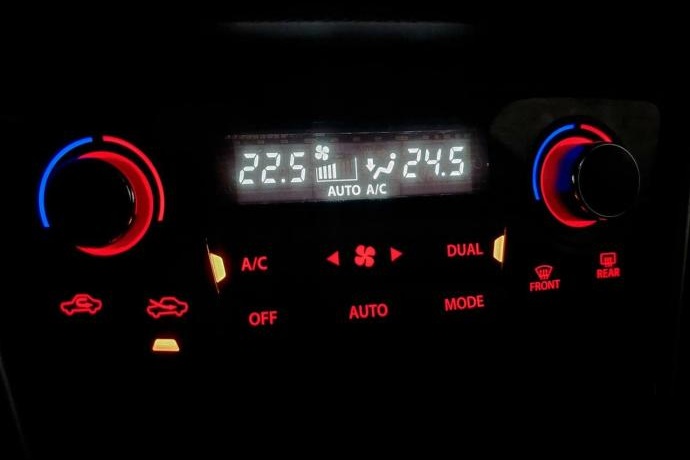 22.5 24.5
AUTO A/C
A/C DUAL
OFF AUTO MODE
FRONT REAR